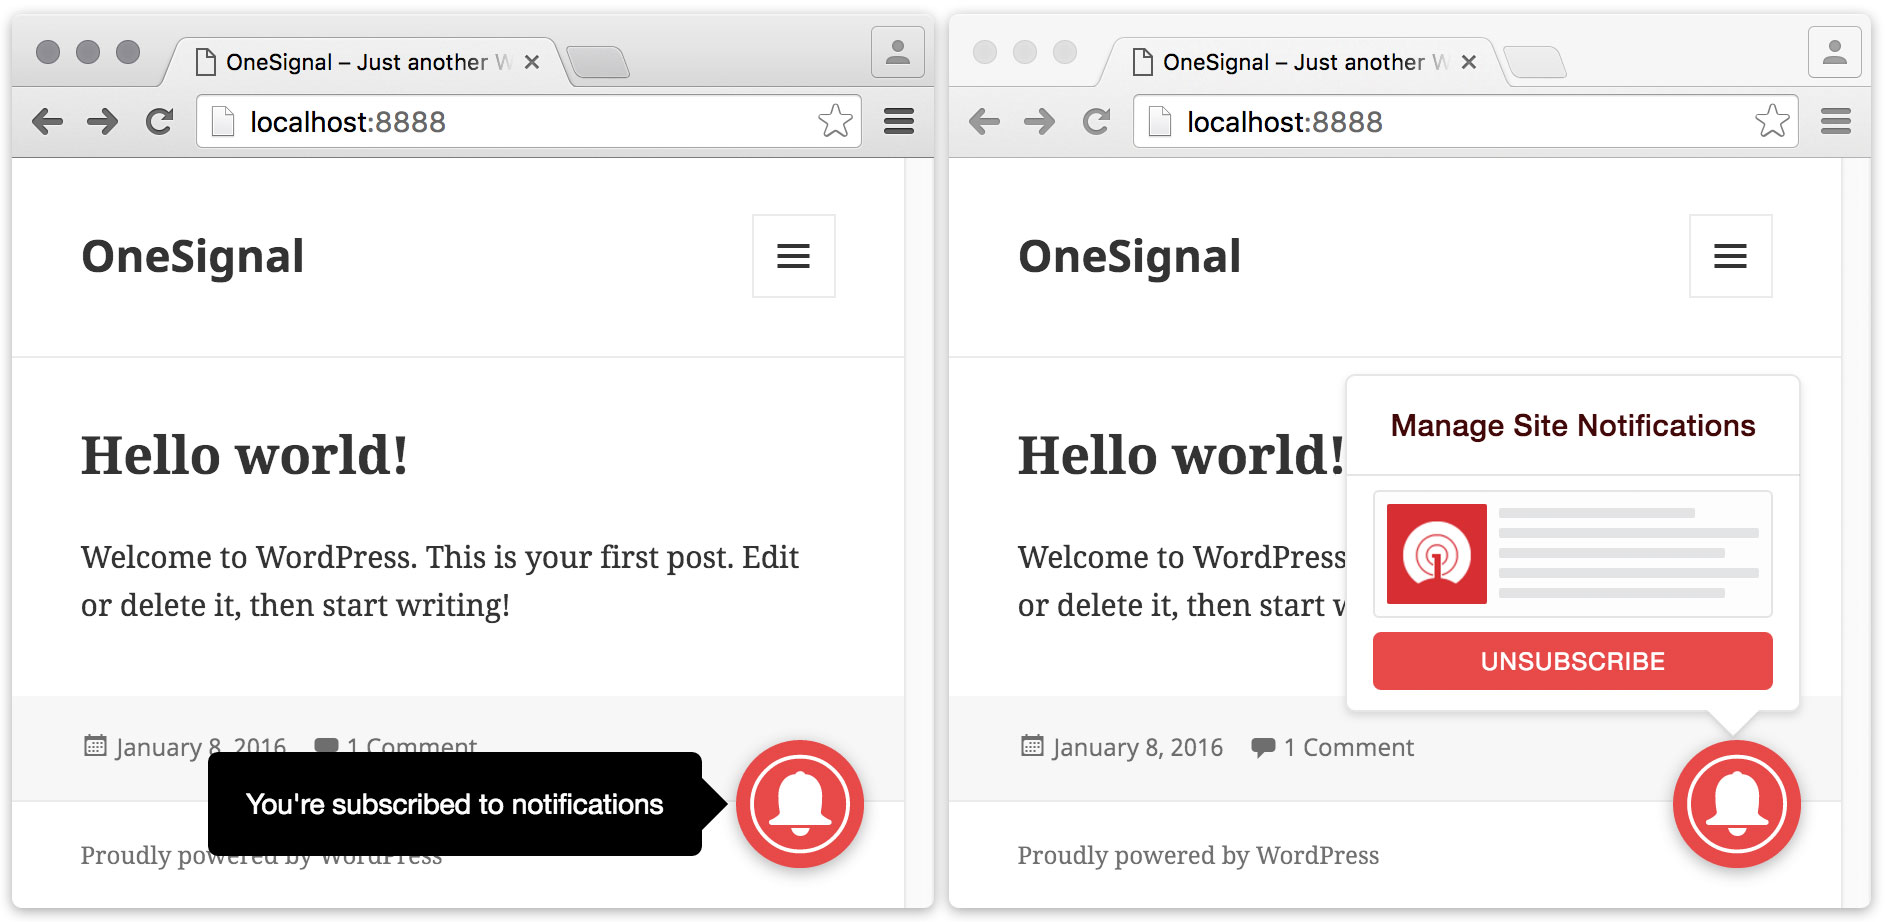 OneSignal – Just another W
localhost:8888
OneSignal
Hello world!
Welcome to WordPress. This is your first post. Edit
or delete it, then start writing!
January 8, 2016
1 Comment
You're subscribed to notifications
Proudly powered by WordPress
OneSignal – Just another W
localhost:8888
OneSignal
Hello world!
Welcome to WordPress
or delete it, then start w
Manage Site Notifications
UNSUBSCRIBE
January 8, 2016
1 Comment
Proudly powered by WordPress